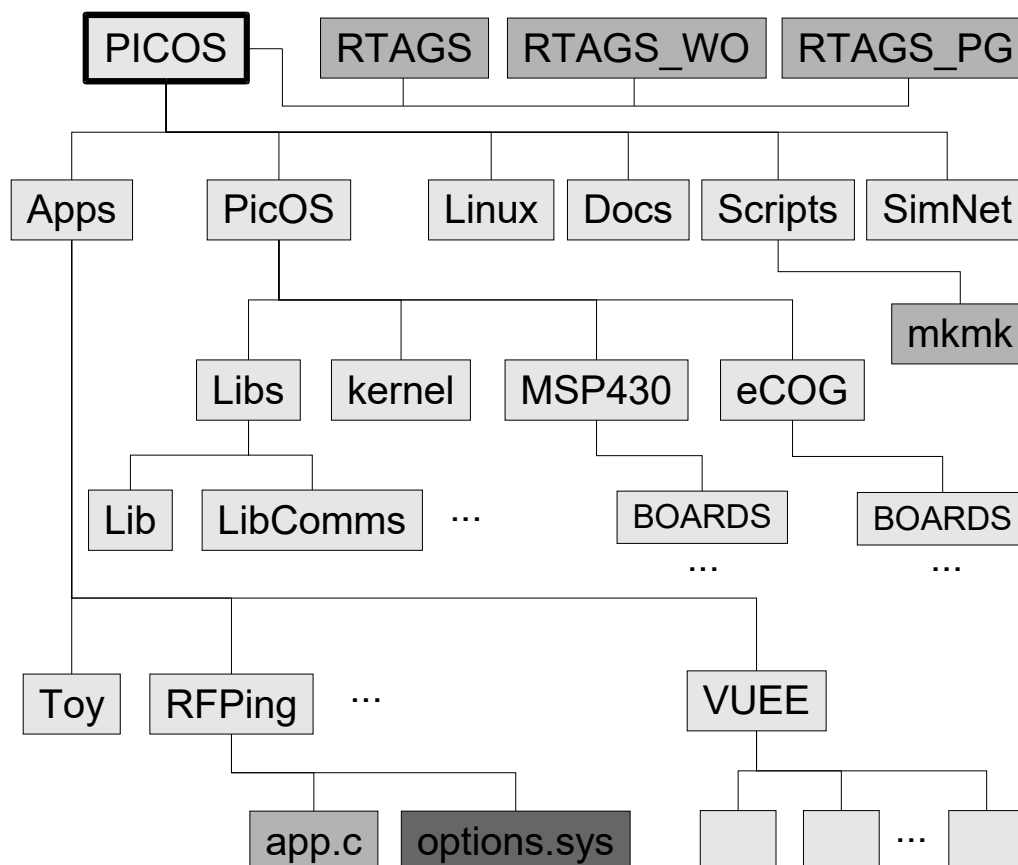 PICOS
RTAGS
RTAGS_WO
RTAGS_PG
Apps
PicOS
Linux
Docs
Scripts
SimNet
mkmk
Libs
kernel
MSP430
eCOG
Lib
LibComms
...
BOARDS
BOARDS
...
...
Toy
RFPing
...
VUEE
app.c
options.sys
...